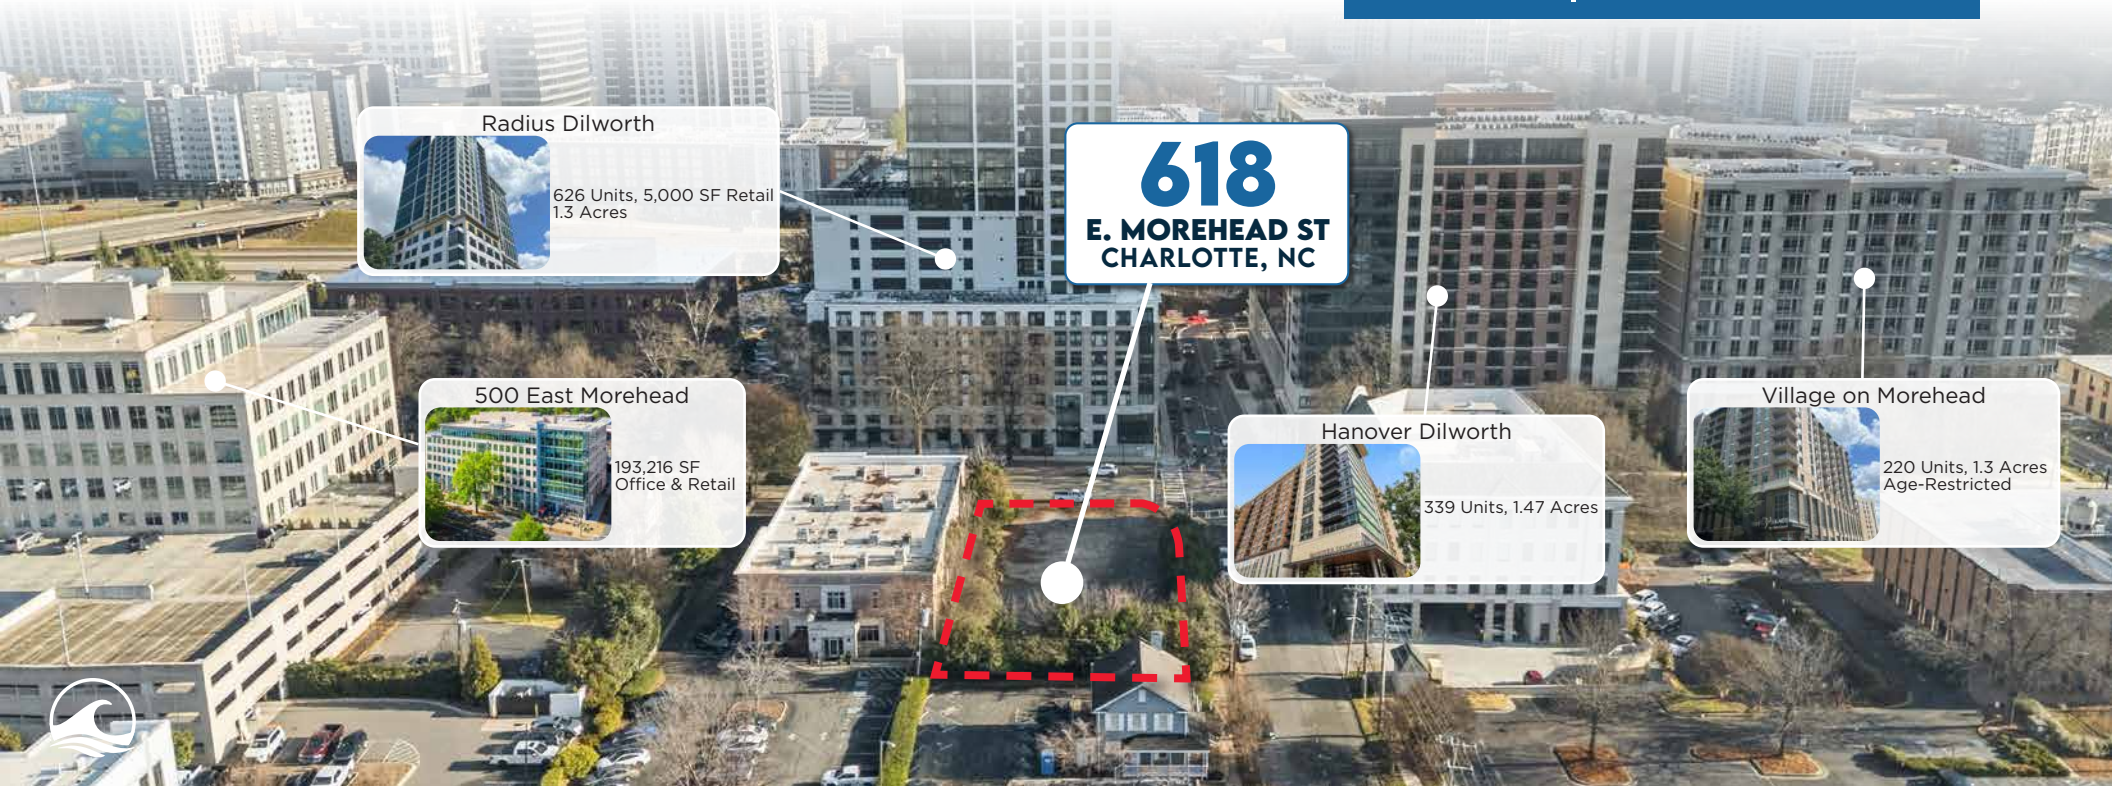 Radius Dilworth
626 Units, 5,000 SF Retail
1.3 Acres
618
E. MOREHEAD ST
CHARLOTTE, NC
500 East Morehead
193,216 SF
Office & Retail
Hanover Dilworth
339 Units, 1.47 Acres
Village on Morehead
220 Units, 1.3 Acres
Age-Restricted